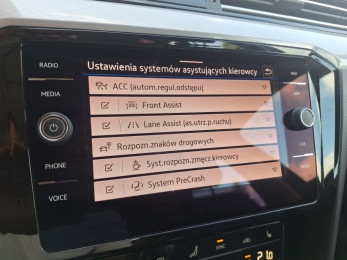 Ustawienia systemów asystujących kierowcy
RADIO
ACC (autom.regul.odstępu)
MEDIA
Front Assist
Lane Assist (as.utrz.p.ruchu)
Rozpozn.znaków drogowych
PHONE
Syst.rozpozn.zmęcz.kierowcy
VOICE
System PreCrash
SYNC